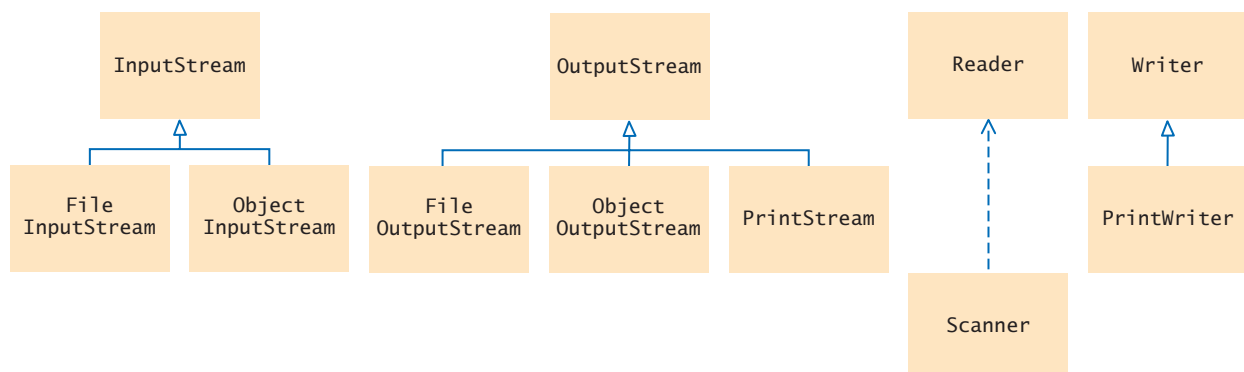 InputStream
OutputStream
Reader
Writer
File
InputStream
Object
InputStream
File
OutputStream
Object
OutputStream
PrintStream
PrintWriter
Scanner